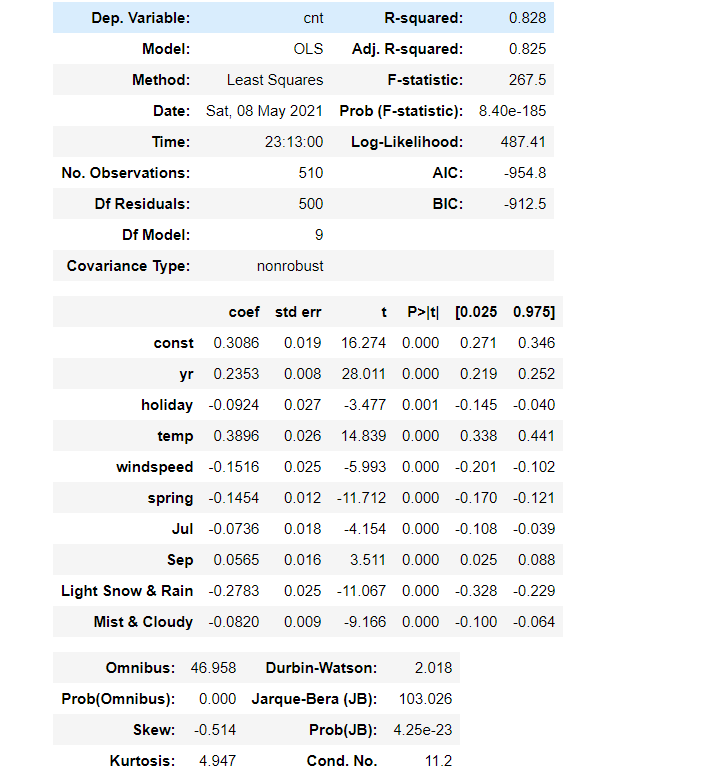 Dep. Variable: cnt R-squared: 0.828
Model: OLS Adj. R-squared: 0.825
Method: Least Squares F-statistic: 267.5
Date: Sat, 08 May 2021 Prob (F-statistic): 8.40e-185
Time: 23:13:00 Log-Likelihood: 487.41
No. Observations: 510 AIC: -954.8
Df Residuals: 500 BIC: -912.5
Df Model: 9
Covariance Type: nonrobust
coef std err t P>|t| [0.025 0.975]
const 0.3086 0.019 16.274 0.000 0.271 0.346
yr 0.2353 0.008 28.011 0.000 0.219 0.252
holiday -0.0924 0.027 -3.477 0.001 -0.145 -0.040
temp 0.3896 0.026 14.839 0.000 0.338 0.441
windspeed -0.1516 0.025 -5.993 0.000 -0.201 -0.102
spring -0.1454 0.012 -11.712 0.000 -0.170 -0.121
Jul -0.0736 0.018 -4.154 0.000 -0.108 -0.039
Sep 0.0565 0.016 3.511 0.000 0.025 0.088
Light Snow & Rain -0.2783 0.025 -11.067 0.000 -0.328 -0.229
Mist & Cloudy -0.0820 0.009 -9.166 0.000 -0.100 -0.064
Omnibus: 46.958 Durbin-Watson: 2.018
Prob(Omnibus): 0.000 Jarque-Bera (JB): 103.026
Skew: -0.514 Prob(JB): 4.25e-23
Kurtosis: 4.947 Cond. No. 11.2